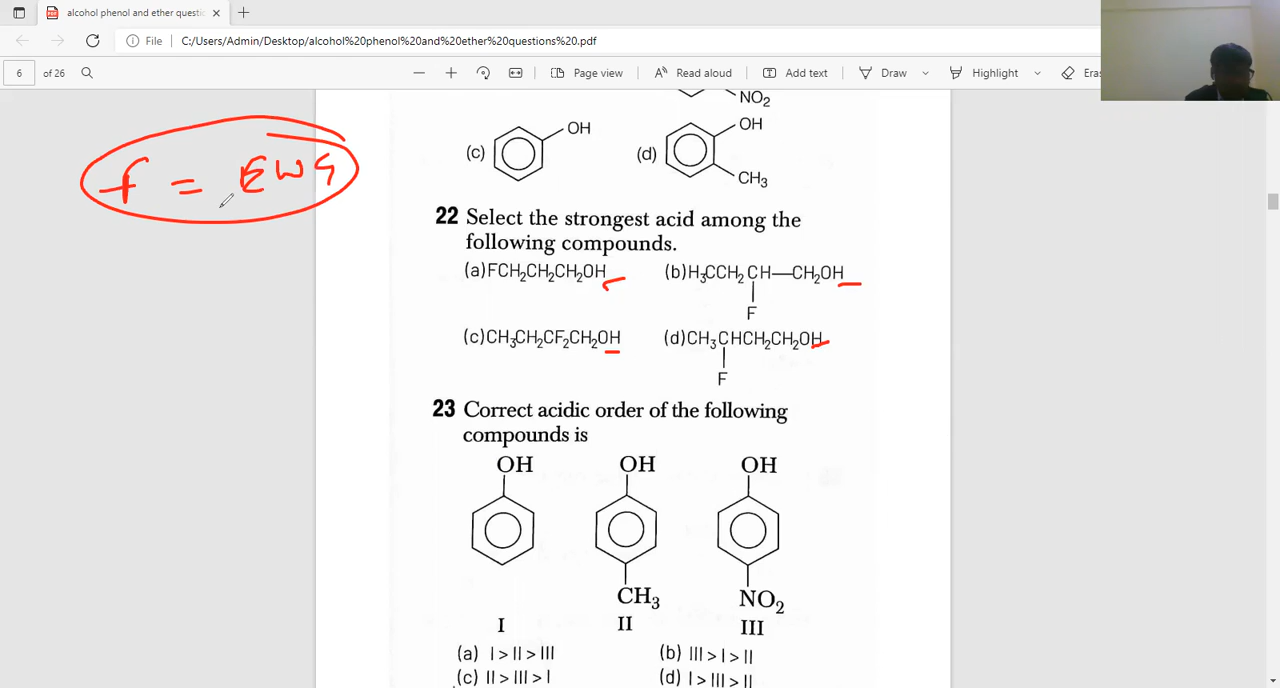 alcohol phenol and ether questi
File C:/Users/Admin/Desktop/alcohol%20phenol%20and%20ether%20questions%20.pdf
6 of 26 Page view Read aloud Add text Draw Highlight Eras
f = EWG
NO2
(c) OH (d) OH
CH3
22 Select the strongest acid among the
following compounds.
(a)FCH2CH2CH2OH (b)H3CCH2CH—CH2OH
F
(c)CH3CH2CF2CH2OH (d)CH3CHCH2CH2OH
F
23 Correct acidic order of the following
compounds is
OH OH OH
CH3 NO2
I II III
(a) I > II > III (b) III > I > II
(c) II > III > I (d) I > III > II